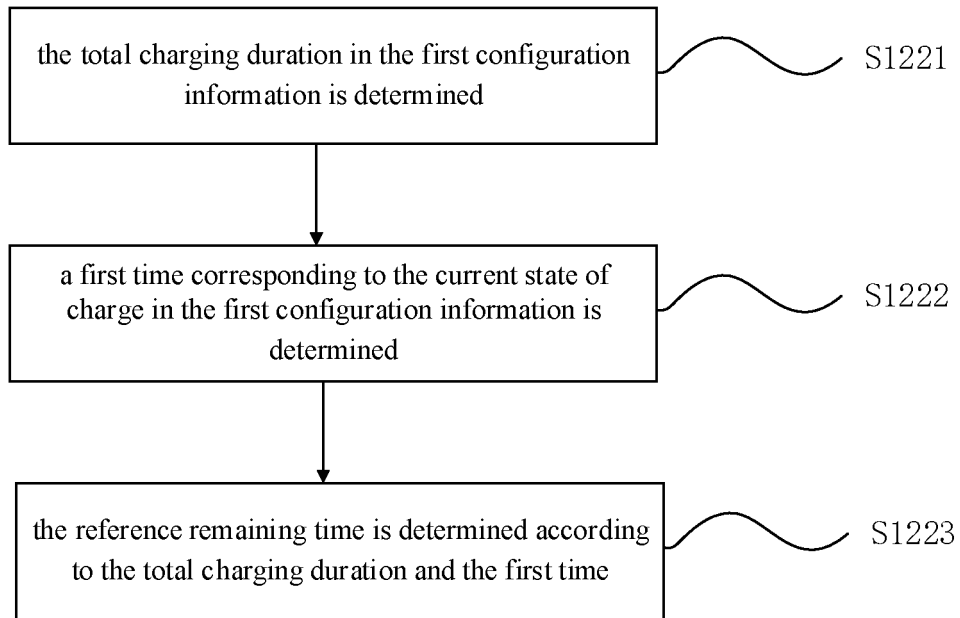 the total charging duration in the first configuration
information is determined
S1221
a first time corresponding to the current state of
charge in the first configuration information is
determined
S1222
the reference remaining time is determined according
to the total charging duration and the first time
S1223